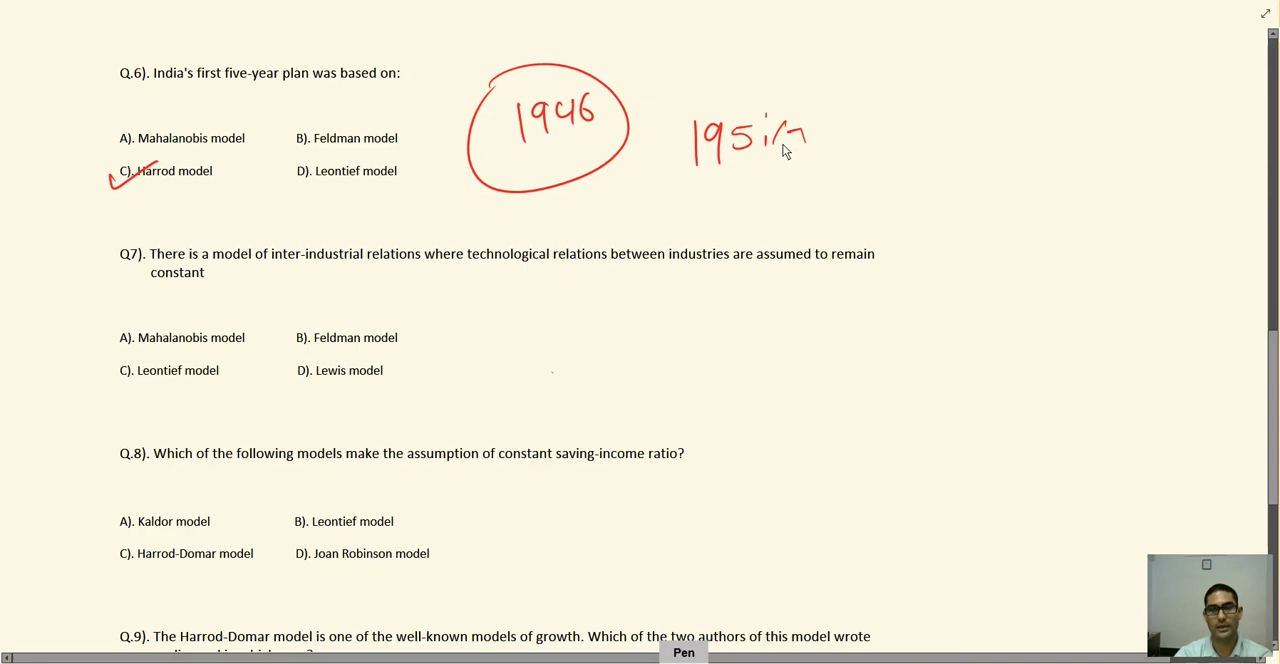 Q.6). India's first five-year plan was based on:
1946
A). Mahalanobis model B). Feldman model
C). Harrod model D). Leontief model
Q7). There is a model of inter-industrial relations where technological relations between industries are assumed to remain
constant
A). Mahalanobis model B). Feldman model
C). Leontief model D). Lewis model
Q.8). Which of the following models make the assumption of constant saving-income ratio?
A). Kaldor model B). Leontief model
C). Harrod-Domar model D). Joan Robinson model
Q.9). The Harrod-Domar model is one of the well-known models of growth. Which of the two authors of this model wrote
Pen